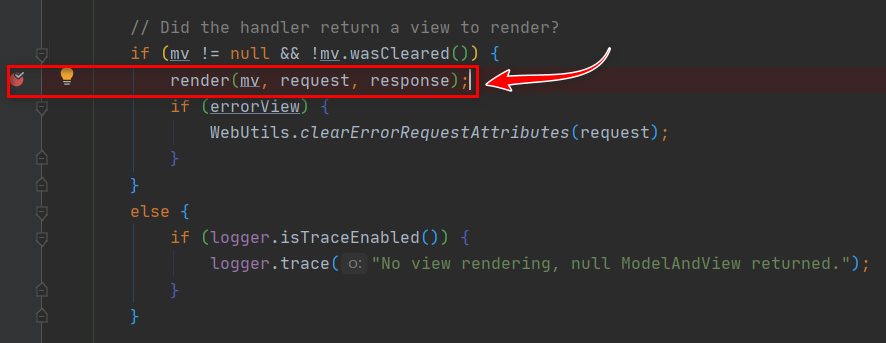 // Did the handler return a view to render?
if (mv != null && !mv.wasCleared()) {
render(mv, request, response);
if (errorView) {
WebUtils.clearErrorRequestAttributes(request);
}
}
else {
if (logger.isTraceEnabled()) {
logger.trace( o: "No view rendering, null ModelAndView returned.");
}
}